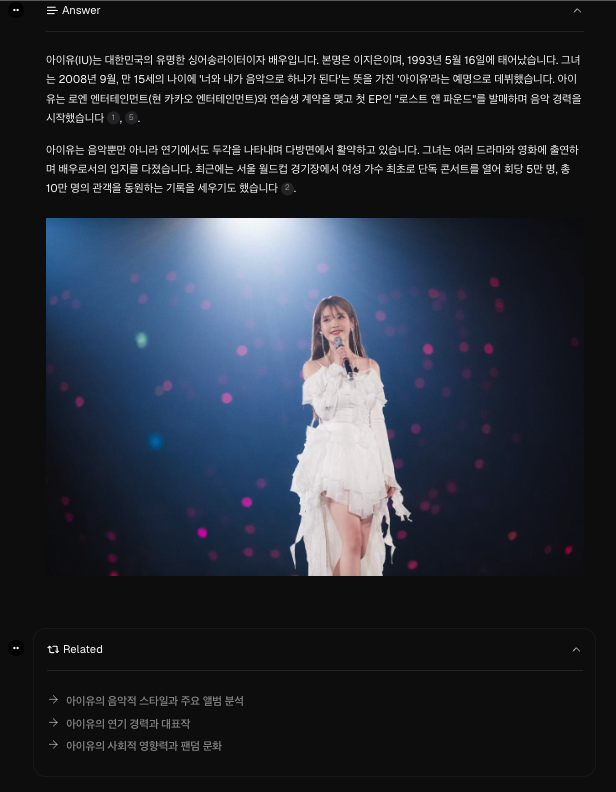 Answer
아이유(IU)는 대한민국의 유명한 싱어송라이터이자 배우입니다. 본명은 이지은이며, 1993년 5월 16일에 태어났습니다. 그녀
는 2008년 9월, 만 15세의 나이에 '너와 내가 음악으로 하나가 된다'는 뜻을 가진 '아이유'라는 예명으로 데뷔했습니다. 아이
유는 로엔 엔터테인먼트(현 카카오 엔터테인먼트)와 연습생 계약을 맺고 첫 EP인 "로스트 앤 파운드"를 발매하며 음악 경력을
시작했습니다 1, 5.
아이유는 음악뿐만 아니라 연기에서도 두각을 나타내며 다방면에서 활약하고 있습니다. 그녀는 여러 드라마와 영화에 출연하
며 배우로서의 입지를 다졌습니다. 최근에는 서울 월드컵 경기장에서 여성 가수 최초로 단독 콘서트를 열어 회당 5만 명, 총
10만 명의 관객을 동원하는 기록을 세우기도 했습니다 2.
Related
아이유의 음악적 스타일과 주요 앨범 분석
아이유의 연기 경력과 대표작
아이유의 사회적 영향력과 팬덤 문화